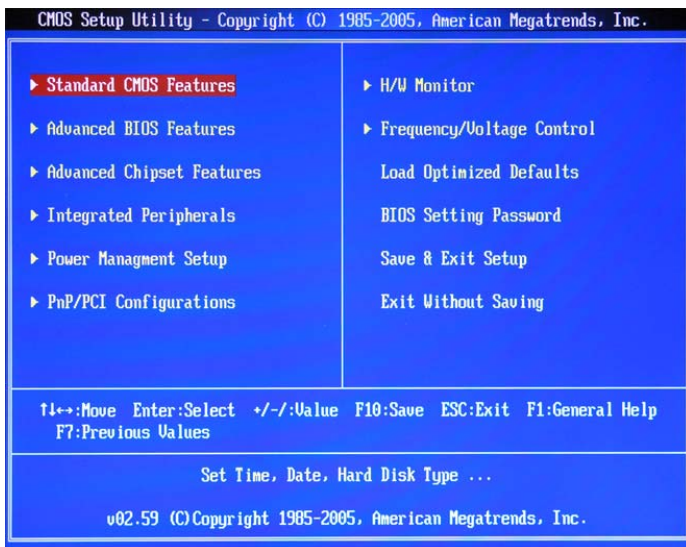 CMOS Setup Utility - Copyright (C) 1985-2005, American Megatrends, Inc.
▶ Standard CMOS Features
▶ Advanced BIOS Features
▶ Advanced Chipset Features
▶ Integrated Peripherals
▶ Power Managment Setup
▶ PnP/PCI Configurations
▶ H/W Monitor
▶ Frequency/Voltage Control
Load Optimized Defaults
BIOS Setting Password
Save & Exit Setup
Exit Without Saving
↑↓←→:Move Enter:Select +/-/:Value F10:Save ESC:Exit F1:General Help
F7:Previous Values
Set Time, Date, Hard Disk Type ...
v02.59 (C)Copyright 1985-2005, American Megatrends, Inc.